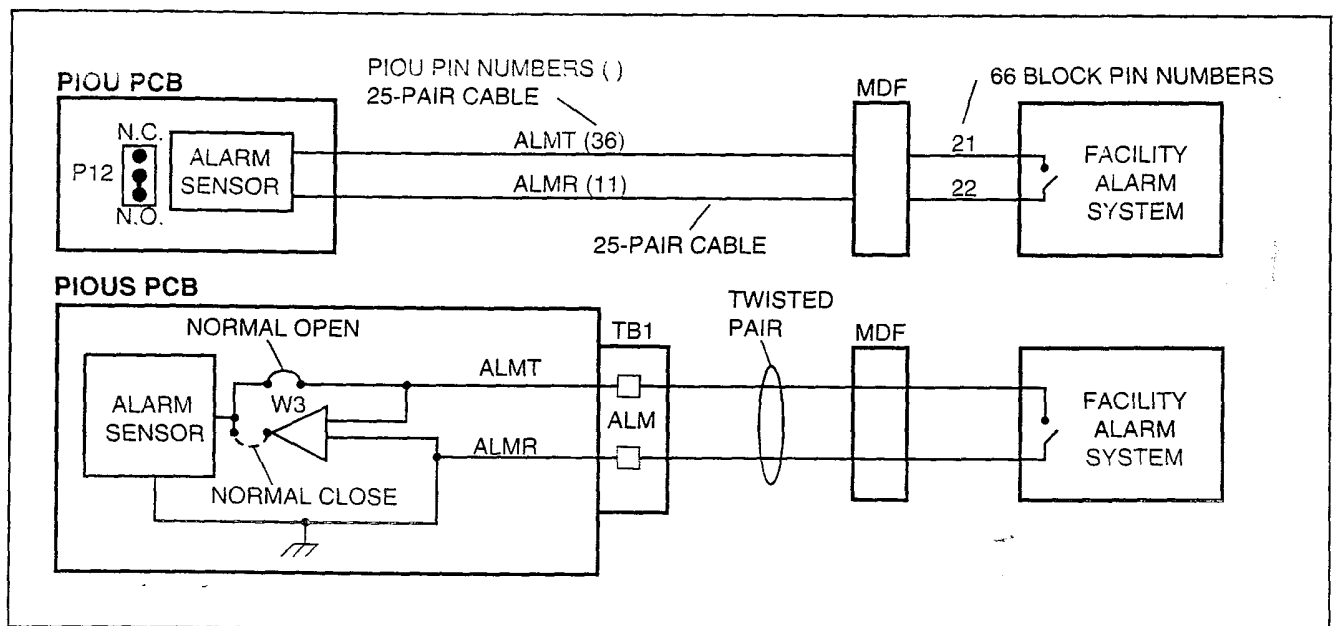 PIOU PCB
PIOU PIN NUMBERS ( )
25-PAIR CABLE
MDF
66 BLOCK PIN NUMBERS
N.C.
P12
N.O.
ALARM
SENSOR
ALMT (36)
ALMR (11)
25-PAIR CABLE
21
22
FACILITY
ALARM
SYSTEM
PIOUS PCB
NORMAL OPEN
TB1
TWISTED
PAIR
MDF
ALARM
SENSOR
W3
ALMT
ALM
ALMR
NORMAL CLOSE
FACILITY
ALARM
SYSTEM